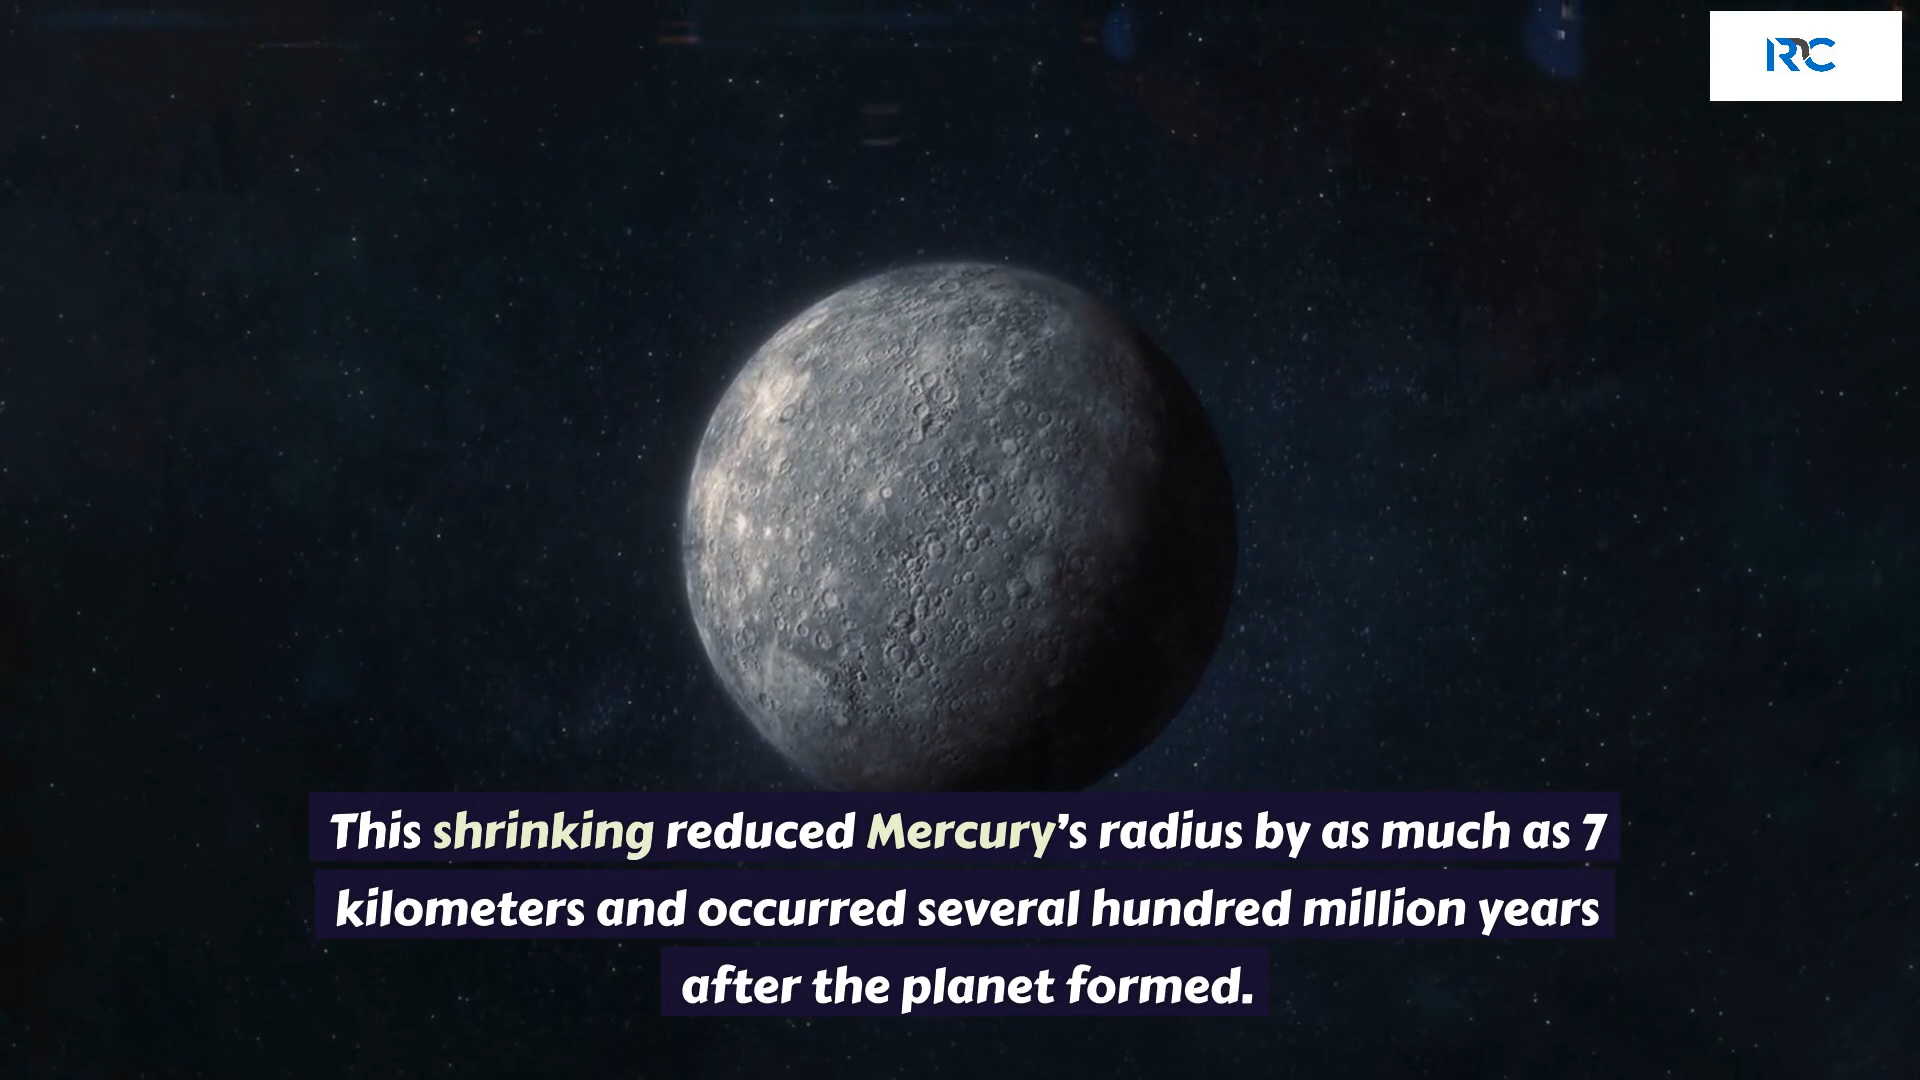 IRC
This shrinking reduced Mercury's radius by as much as 7
kilometers and occurred several hundred million years
after the planet formed.